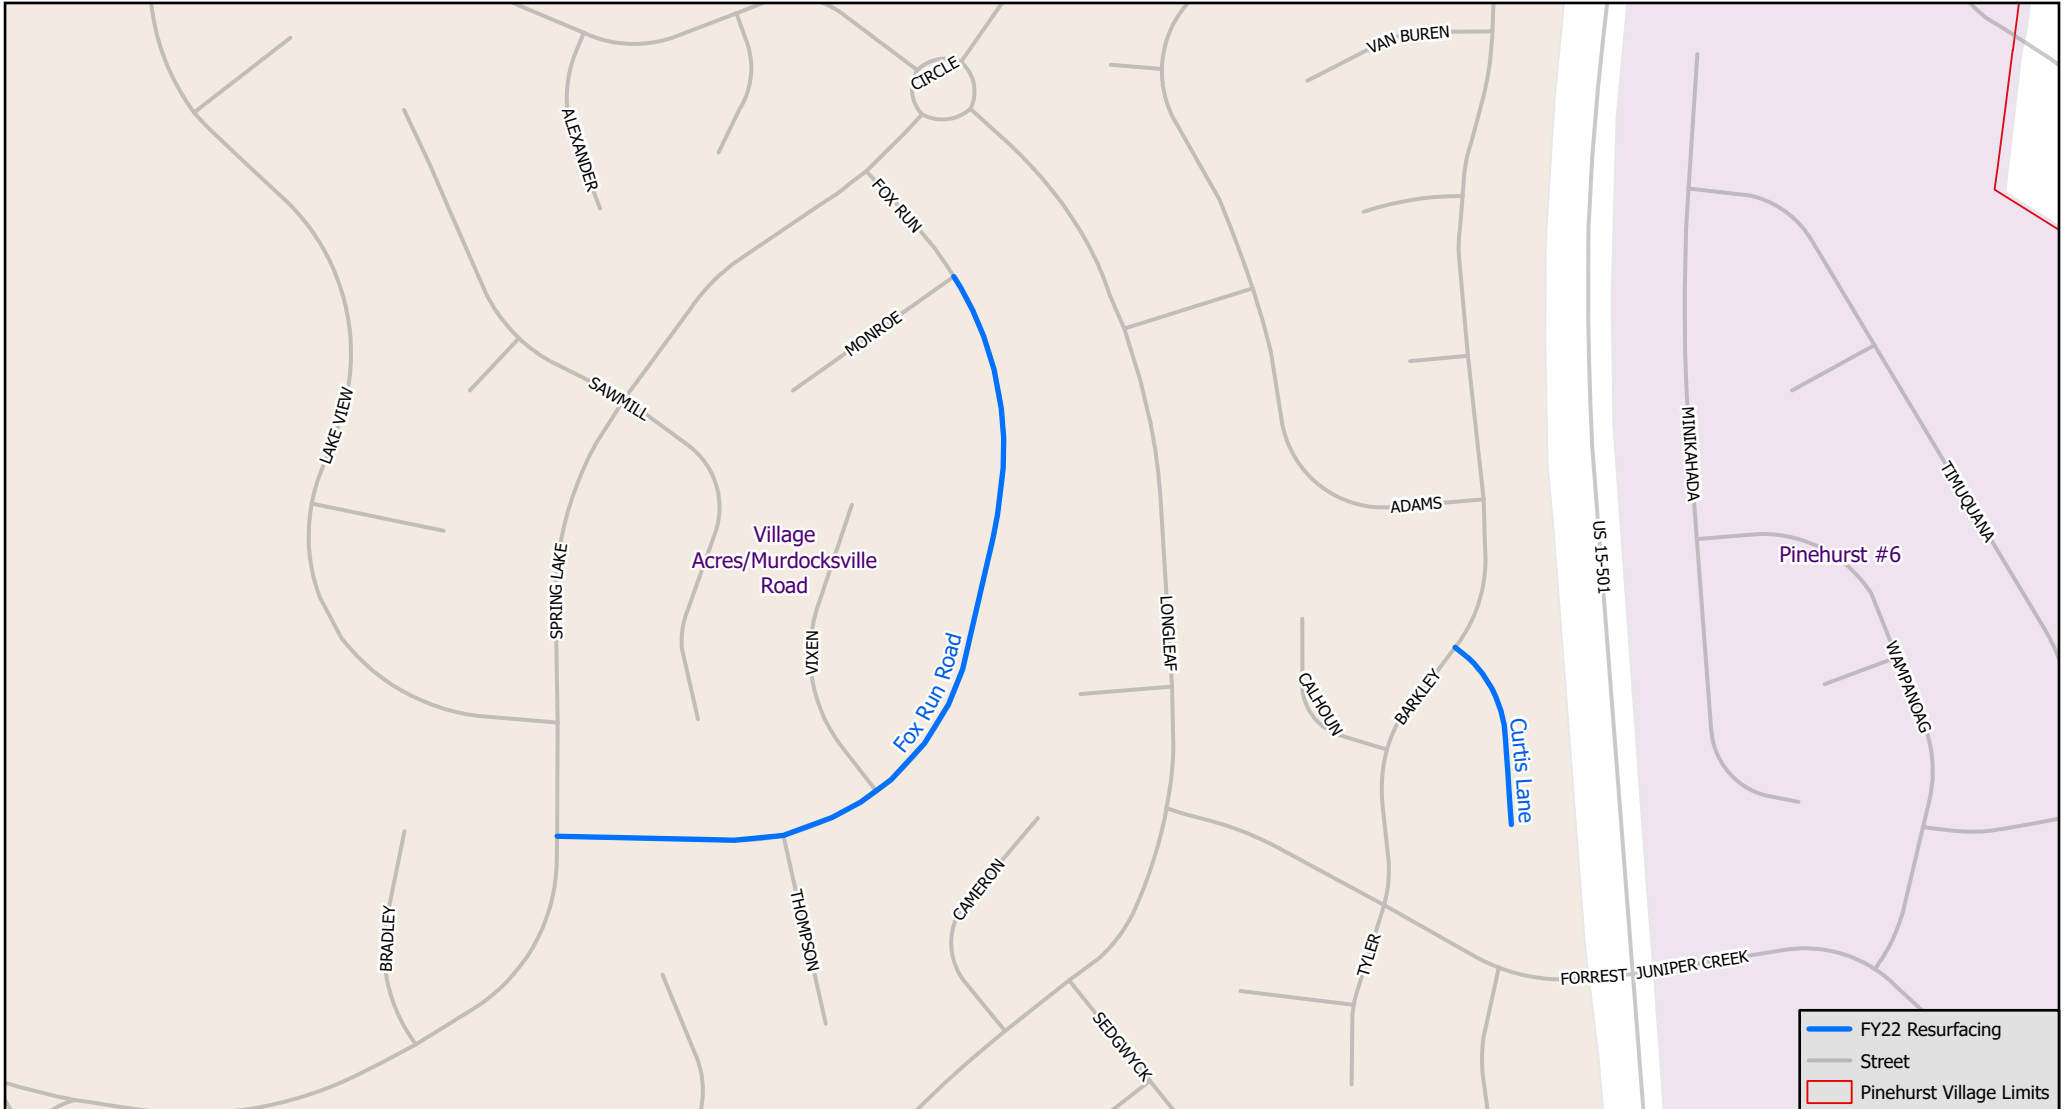 VAN BUREN
CIRCLE
ALEXANDER
FOX RUN
MONROE
SAWMILL
LAKE VIEW
MINIKAHADA
TIMUQUANA
ADAMS
US 15-501
Village
Acres/Murdocksville
Road
Pinehurst #6
SPRING LAKE
LONGLEAF
VIXEN
Fox Run Road
CALHOUN
BARKLEY
WAMPANOAG
Curtis Lane
CAMERON
THOMPSON
BRADLEY
TYLER
FORREST
JUNIPER CREEK
SEDGWYCK
FY22 Resurfacing
Street
Pinehurst Village Limits